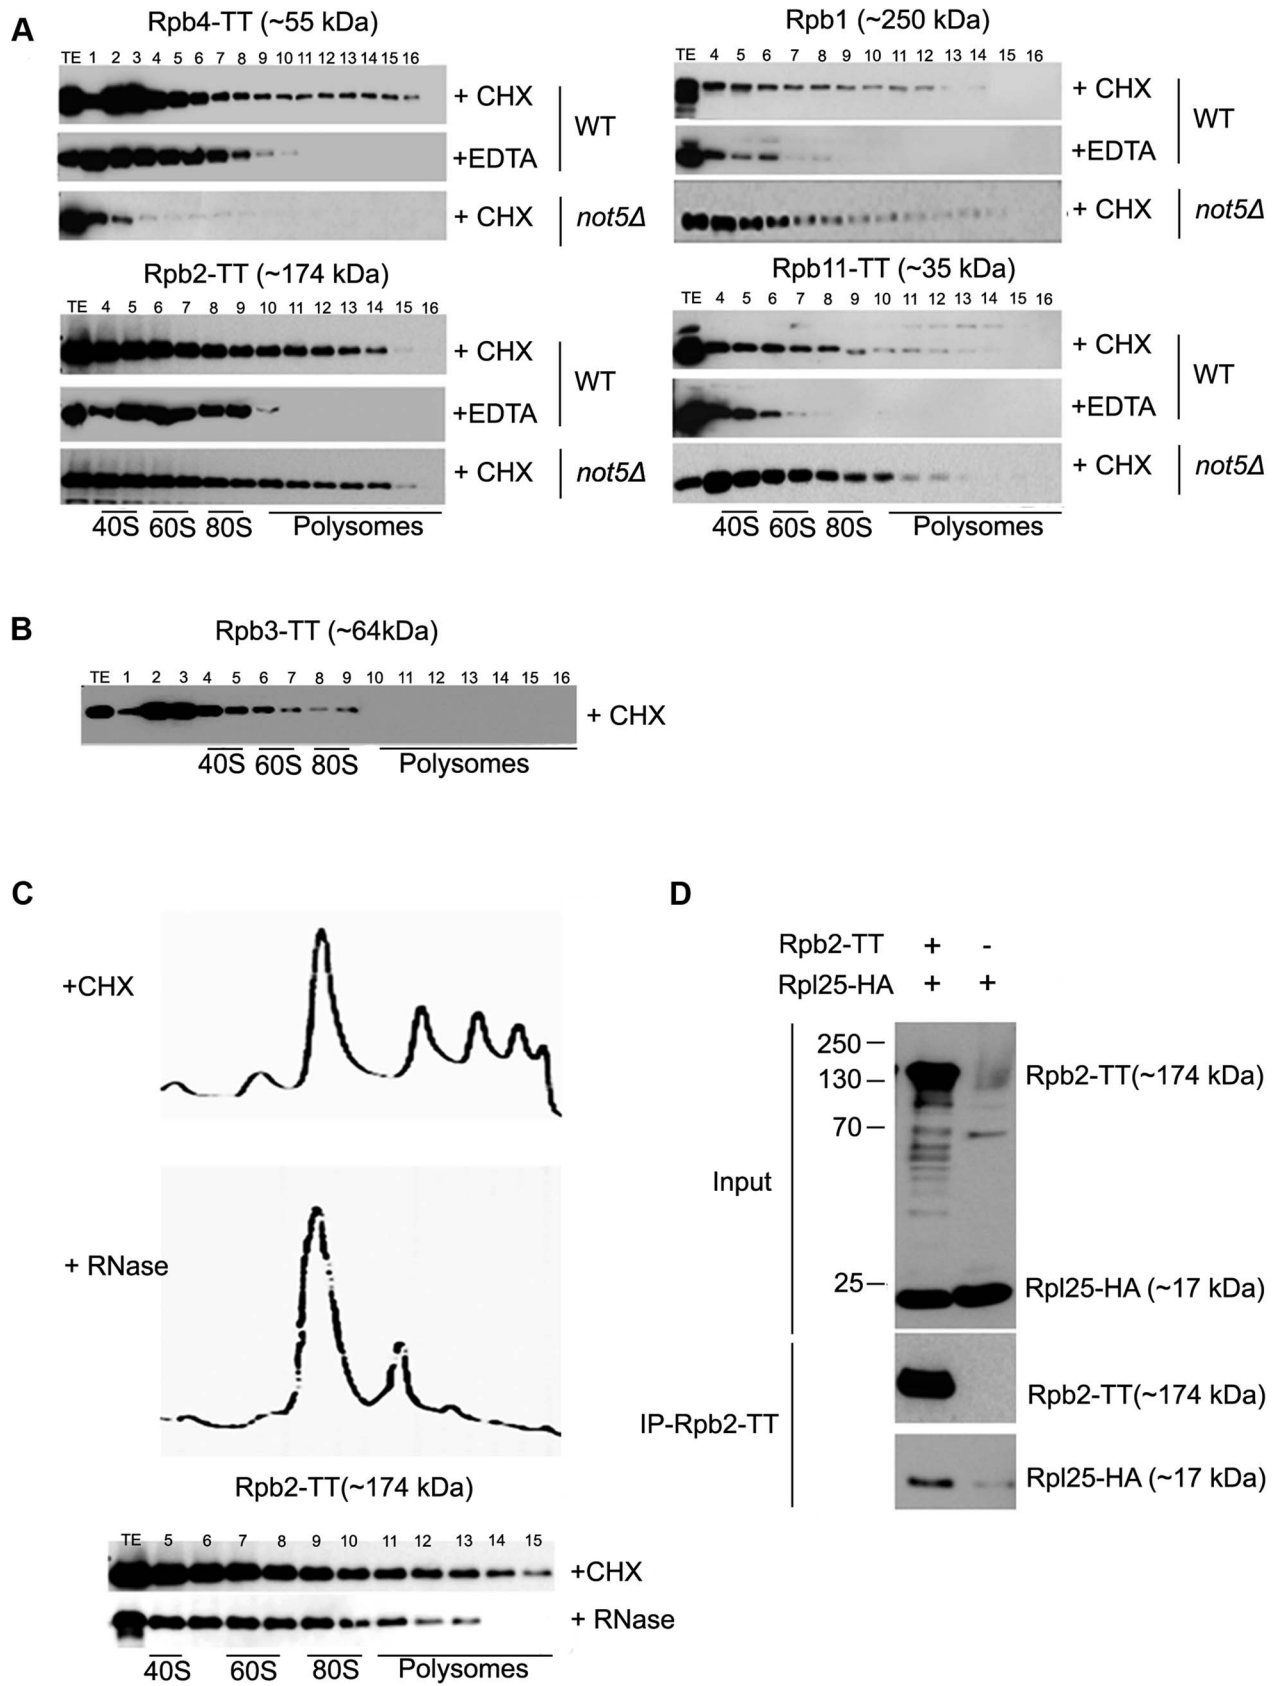 A
Rpb4-TT (~55 kDa)
TE 1 2 3 4 5 6 7 8 9 10 11 12 13 14 15 16
+ CHX
WT
+EDTA
+ CHX
not5Δ
Rpb2-TT (~174 kDa)
TE 4 5 6 7 8 9 10 11 12 13 14 15 16
+ CHX
WT
+EDTA
+ CHX
not5Δ
40S 60S 80S Polysomes
Rpb1 (~250 kDa)
TE 4 5 6 7 8 9 10 11 12 13 14 15 16
+ CHX
WT
+EDTA
+ CHX
not5Δ
Rpb11-TT (~35 kDa)
TE 4 5 6 7 8 9 10 11 12 13 14 15 16
+ CHX
WT
+EDTA
+ CHX
not5Δ
40S 60S 80S Polysomes
B
Rpb3-TT (~64kDa)
TE 1 2 3 4 5 6 7 8 9 10 11 12 13 14 15 16
+ CHX
40S 60S 80S Polysomes
C
+CHX
+ RNase
Rpb2-TT(~174 kDa)
TE 5 6 7 8 9 10 11 12 13 14 15
+CHX
+ RNase
40S 60S 80S Polysomes
D
Rpb2-TT + -
Rpl25-HA + +
250
130
70
25
Input
Rpb2-TT(~174 kDa)
Rpl25-HA (~17 kDa)
IP-Rpb2-TT
Rpb2-TT(~174 kDa)
Rpl25-HA (~17 kDa)